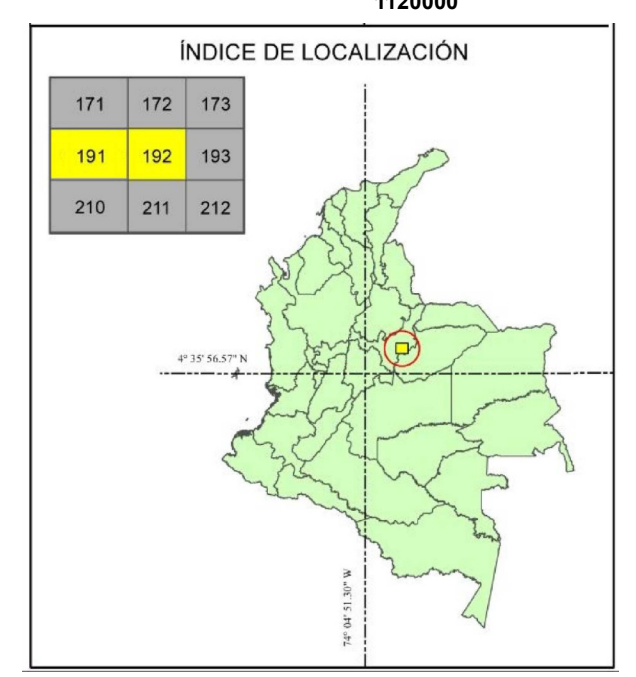 1120000
ÍNDICE DE LOCALIZACIÓN
171 172 173
191 192 193
210 211 212
4° 35' 56.57" N
74° 04' 51.30" W